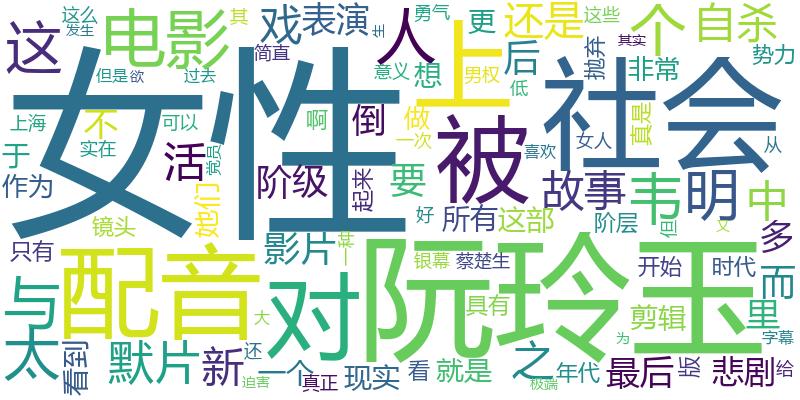 这么 发生 其 电影 戏 表演 勇气 更 还是 个 这些 自杀
这 人 上 后 其实 抛弃 势力
但是 欲 过去 简直 意义 想 男权 低 非常
女性 社会
上海 不 可以 啊 倒 做 一次 被 喜欢 女人 真是 从
于 实在 党员 活 阶级 起来 要 故事 韦 明 中
作为 她们 好 所有 这部 阶层 但 又 多
镜头 影片 一种
只有 配音 对 阮玲玉 银幕 蔡楚生 开始 时代 而
与 具有 剪辑 里
太 大 为 字幕
看到 默片 新 还 一个 真正 现实 看 就是 之 年代 最后 版 悲剧 给
迫害 极端